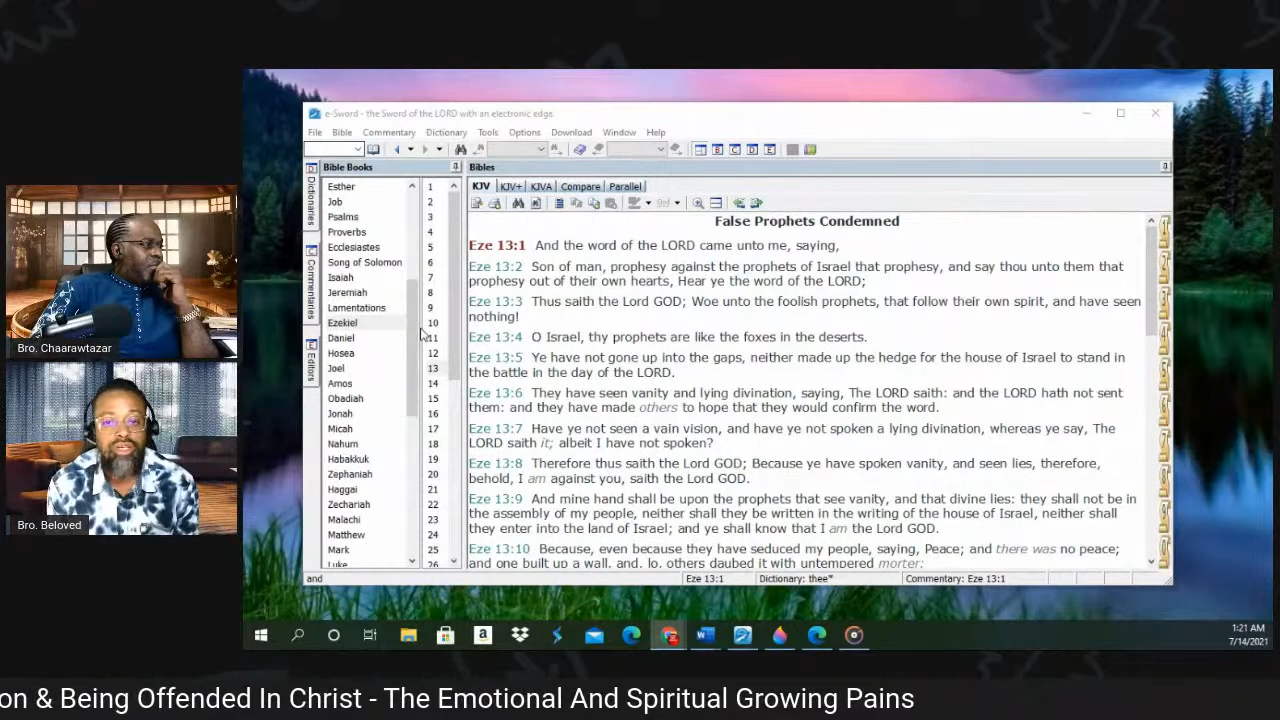 e-Sword - the Sword of the LORD with an electronic edge
File Bible Commentary Dictionary Tools Options Download Window Help
B C D E
Bible Books
Bibles
Dictionaries
Commentaries
Editors
Esther 1
Job 2
Psalms 3
Proverbs 4
Ecclesiastes 5
Song of Solomon 6
Isaiah 7
Jeremiah 8
Lamentations 9
Ezekiel 10
Daniel 11
Hosea 12
Joel 13
Amos 14
Obadiah 15
Jonah 16
Micah 17
Nahum 18
Habakkuk 19
Zephaniah 20
Haggai 21
Zechariah 22
Malachi 23
Matthew 24
Mark 25
Luke 26
KJV KJV+ KJVA Compare Parallel
False Prophets Condemned
Eze 13:1 And the word of the LORD came unto me, saying,
Eze 13:2 Son of man, prophesy against the prophets of Israel that prophesy, and say thou unto them that
prophesy out of their own hearts, Hear ye the word of the LORD;
Eze 13:3 Thus saith the Lord GOD; Woe unto the foolish prophets, that follow their own spirit, and have seen
nothing!
Eze 13:4 O Israel, thy prophets are like the foxes in the deserts.
Eze 13:5 Ye have not gone up into the gaps, neither made up the hedge for the house of Israel to stand in
the battle in the day of the LORD.
Eze 13:6 They have seen vanity and lying divination, saying, The LORD saith: and the LORD hath not sent
them: and they have made others to hope that they would confirm the word.
Eze 13:7 Have ye not seen a vain vision, and have ye not spoken a lying divination, whereas ye say, The
LORD saith it; albeit I have not spoken?
Eze 13:8 Therefore thus saith the Lord GOD; Because ye have spoken vanity, and seen lies, therefore,
behold, I am against you, saith the Lord GOD.
Eze 13:9 And mine hand shall be upon the prophets that see vanity, and that divine lies: they shall not be in
the assembly of my people, neither shall they be written in the writing of the house of Israel, neither shall
they enter into the land of Israel; and ye shall know that I am the Lord GOD.
Eze 13:10 Because, even because they have seduced my people, saying, Peace; and there was no peace;
and one built up a wall, and, lo, others daubed it with untempered morter:
and
Eze 13:1
Dictionary: thee*
Commentary: Eze 13:1
Bro. Chaarawtazar
Bro. Beloved
1:21 AM
7/14/2021
on & Being Offended In Christ - The Emotional And Spiritual Growing Pains